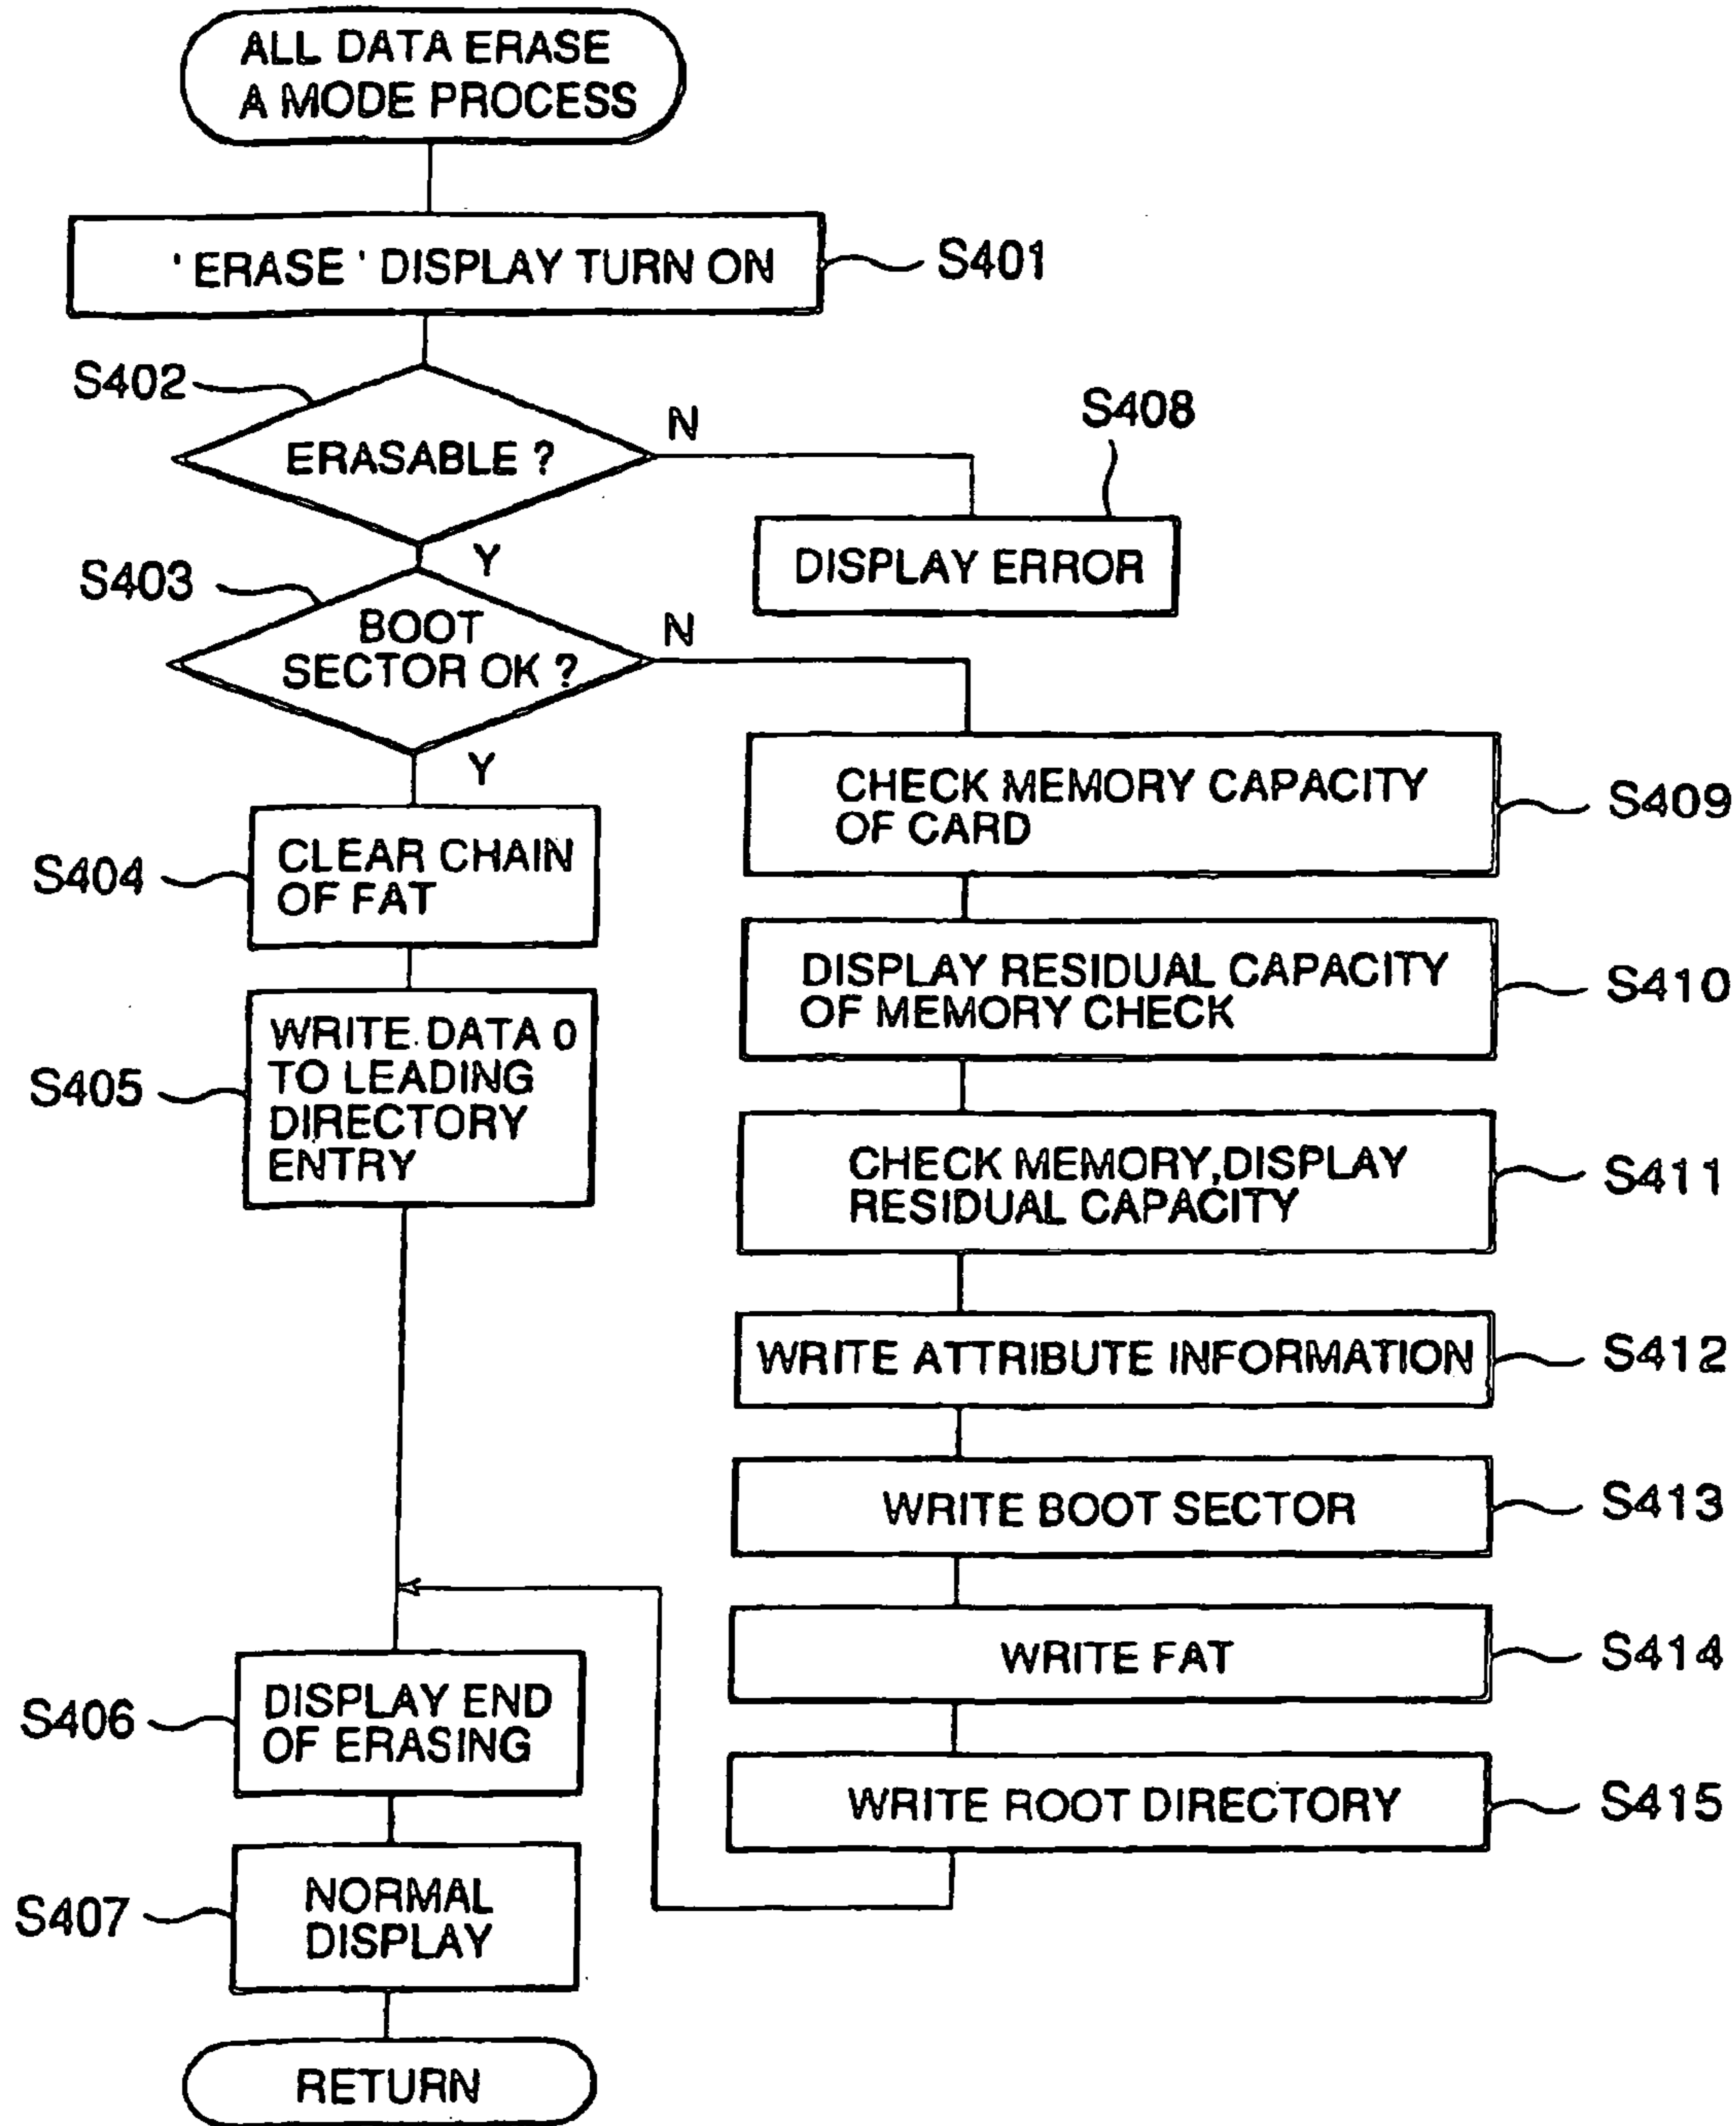 ALL DATA ERASE
A MODE PROCESS
' ERASE ' DISPLAY TURN ON
S401
S402
ERASABLE ?
N
S408
DISPLAY ERROR
Y
S403
BOOT
SECTOR OK ?
N
Y
CHECK MEMORY CAPACITY
OF CARD
S409
S404
CLEAR CHAIN
OF FAT
DISPLAY RESIDUAL CAPACITY
OF MEMORY CHECK
S410
S405
WRITE DATA 0
TO LEADING
DIRECTORY
ENTRY
CHECK MEMORY,DISPLAY
RESIDUAL CAPACITY
S411
WRITE ATTRIBUTE INFORMATION
S412
WRITE BOOT SECTOR
S413
WRITE FAT
S414
S406
DISPLAY END
OF ERASING
WRITE ROOT DIRECTORY
S415
S407
NORMAL
DISPLAY
RETURN